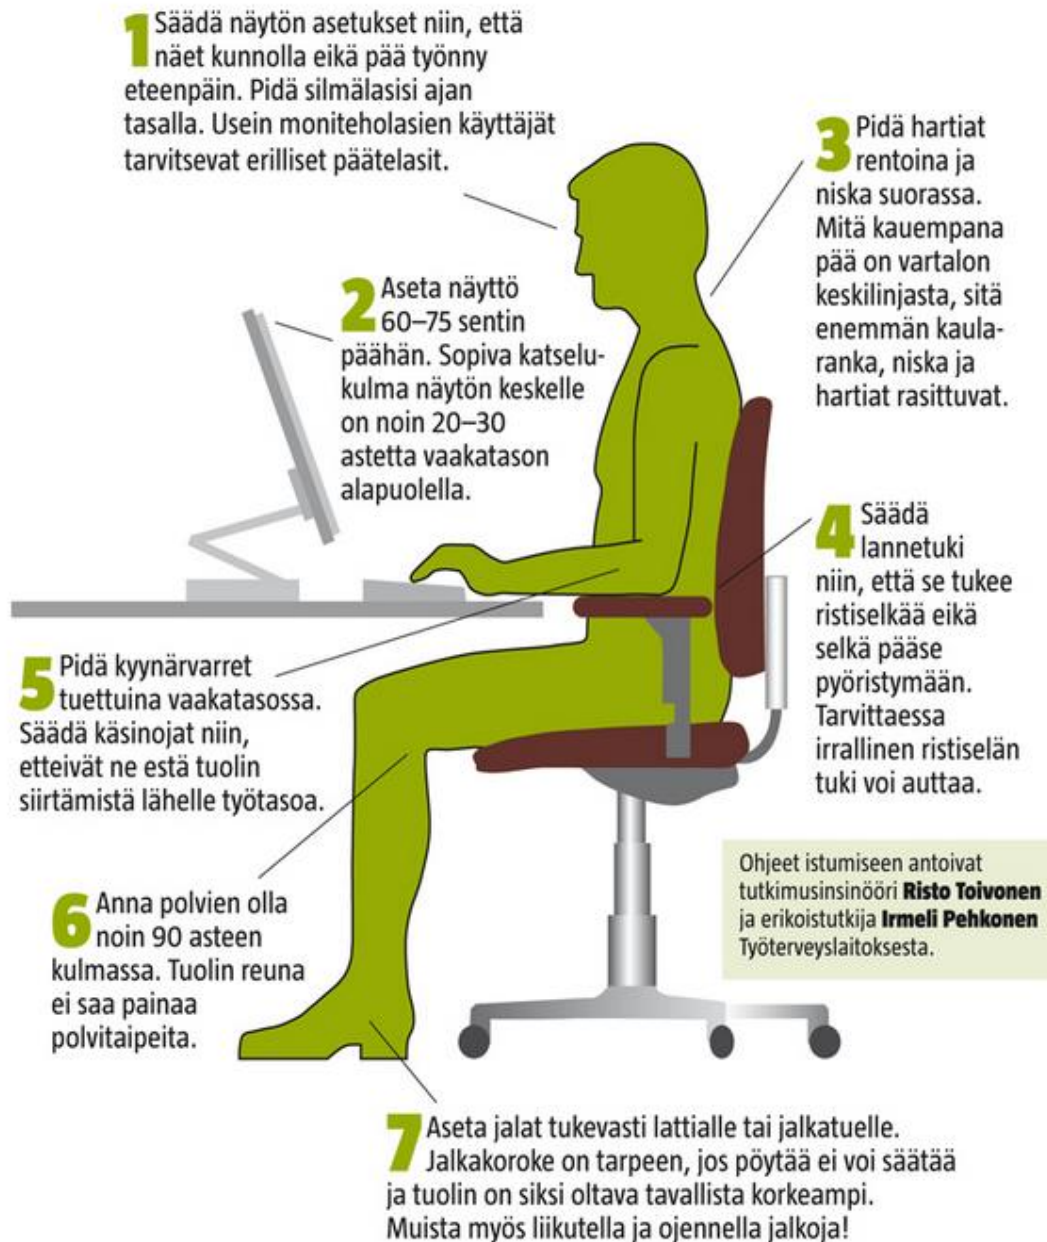 1 Säädä näytön asetukset niin, että
näet kunnolla eikä pää työnny
eteenpäin. Pidä silmälasisi ajan
tasalla. Usein moniteholasien käyttäjät
tarvitsevat erilliset päätelasit.
2 Aseta näyttö
60–75 sentin
päähän. Sopiva katselu-
kulma näytön keskelle
on noin 20–30
astetta vaakatason
alapuolella.
3 Pidä hartiat
rentoina ja
niska suorassa.
Mitä kauempana
pää on vartalon
keskilinjasta, sitä
enemmän kaula-
ranka, niska ja
hartiat rasittuvat.
4 Säädä
lannetuki
niin, että se tukee
ristiselkää eikä
selkä pääse
pyöristymään.
Tarvittaessa
irrallinen ristiselän
tuki voi auttaa.
5 Pidä kyynärvarret
tuettuina vaakatasossa.
Säädä käsinojat niin,
etteivät ne estä tuolin
siirtämistä lähelle työtasoa.
6 Anna polvien olla
noin 90 asteen
kulmassa. Tuolin reuna
ei saa painaa
polvitaipeita.
Ohjeet istumiseen antoivat
tutkimusinsinööri Risto Toivonen
ja erikoistutkija Irmeli Pehkonen
Työterveyslaitoksesta.
7 Aseta jalat tukevasti lattialle tai jalkatuelle.
Jalkakoroke on tarpeen, jos pöytää ei voi säätää
ja tuolin on siksi oltava tavallista korkeampi.
Muista myös liikutella ja ojennella jalkoja!